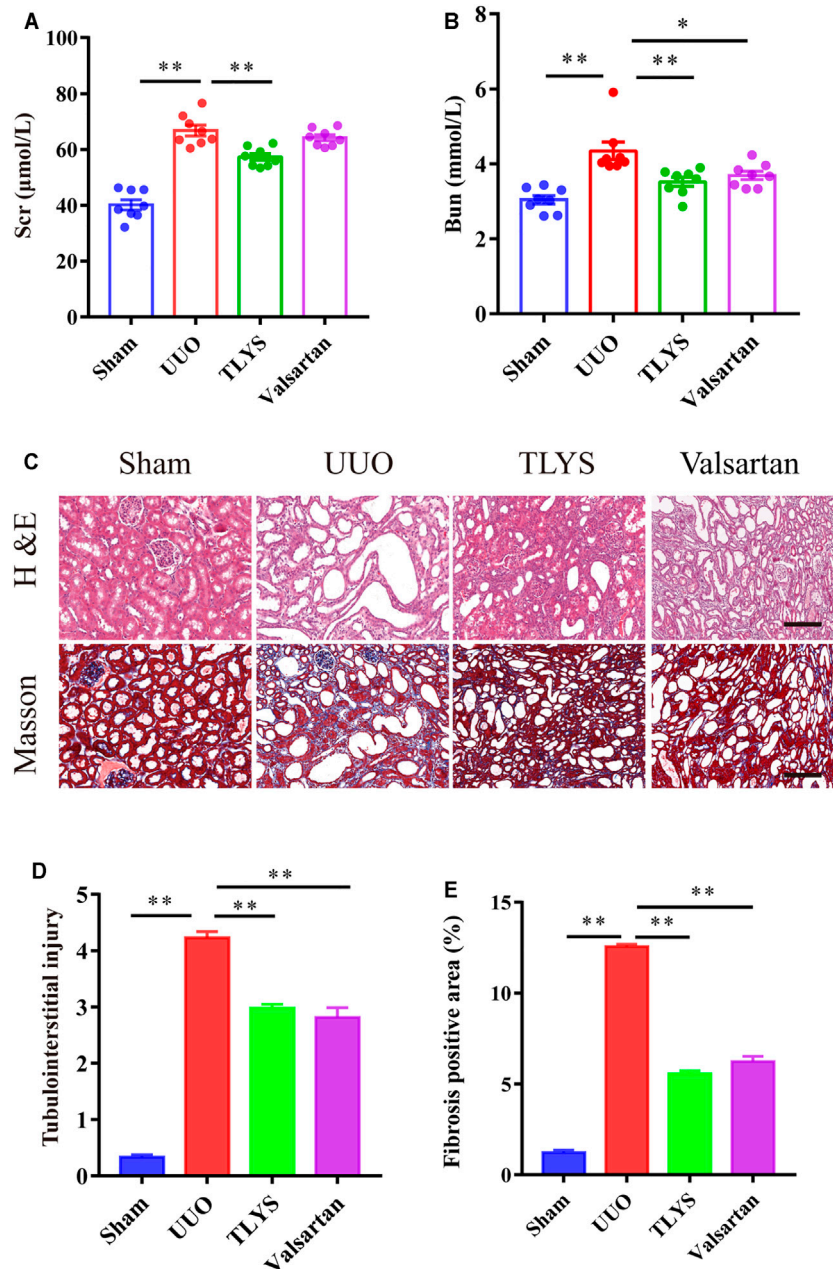 A
Scr (μmol/L)
100
80
60
40
20
0
** **
Sham
UUO
TLYS
Valsartan
B
Bun (mmol/L)
8
6
4
2
0
*
** **
Sham
UUO
TLYS
Valsartan
C
Sham UUO TLYS Valsartan
H &E
Masson
D
Tubulointerstitial injury
5
4
3
2
1
0
**
** **
Sham
UUO
TLYS
Valsartan
E
Fibrosis positive area (%)
15
10
5
0
**
** **
Sham
UUO
TLYS
Valsartan